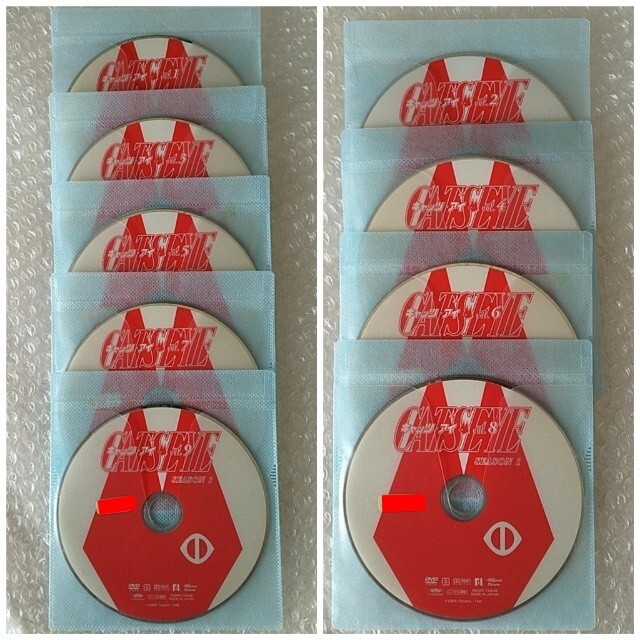 キャッツ・アイ
CAT'S EYE
キャッツ・アイ vol.3
CAT'S EYE
キャッツ・アイ vol.5
CAT'S EYE
キャッツ・アイ vol.7
CAT'S EYE
キャッツ・アイ vol.9
CAT'S EYE
SEASON 1
DVD
キャッツ・アイ vol.2
CAT'S EYE
キャッツ・アイ vol.4
CAT'S EYE
キャッツ・アイ vol.6
CAT'S EYE
キャッツ・アイ vol.8
CAT'S EYE
SEASON 1
DVD